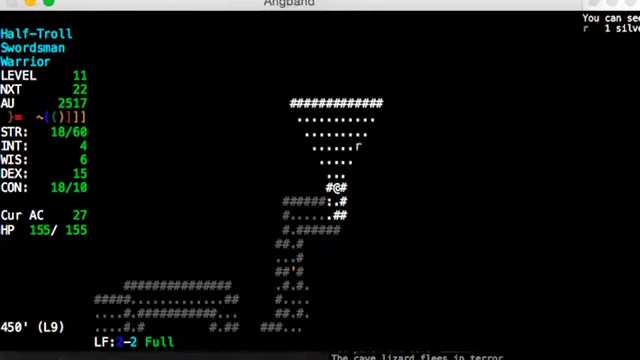 Angband
You can see
r 1 silve
Half-Troll
Swordsman
Warrior
LEVEL 11
NXT 22
AU 2517
}= ~(()]]]
STR: 18/60
INT: 4
WIS: 6
DEX: 15
CON: 18/10
Cur AC 27
HP 155/ 155
450' (L9)
LF:2-2 Full
The cave lizard flees in terror